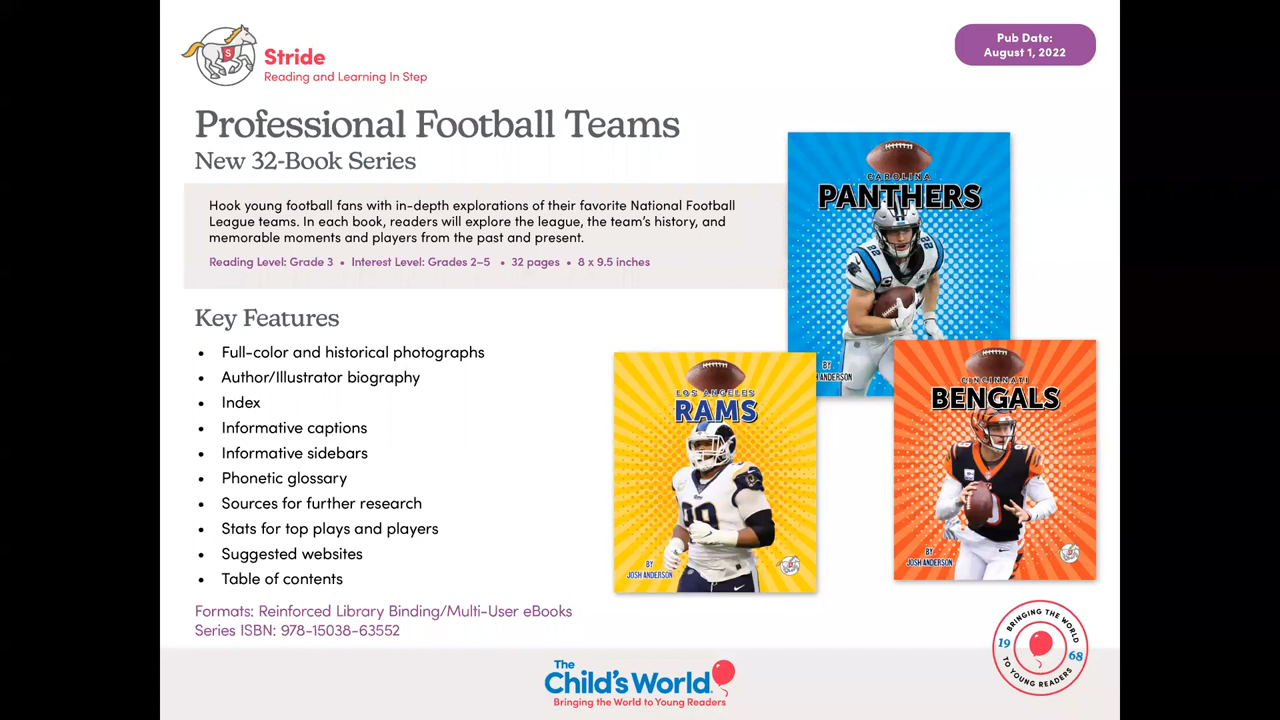 Stride
Reading and Learning In Step
Pub Date:
August 1, 2022
Professional Football Teams
New 32-Book Series
Hook young football fans with in-depth explorations of their favorite National Football
League teams. In each book, readers will explore the league, the team's history, and
memorable moments and players from the past and present.
Reading Level: Grade 3 • Interest Level: Grades 2–5 • 32 pages • 8 x 9.5 inches
Key Features
• Full-color and historical photographs
• Author/Illustrator biography
• Index
• Informative captions
• Informative sidebars
• Phonetic glossary
• Sources for further research
• Stats for top plays and players
• Suggested websites
• Table of contents
Formats: Reinforced Library Binding/Multi-User eBooks
Series ISBN: 978-15038-63552
CAROLINA
PANTHERS
22
BY
ANDERSON
LOS ANGELES
RAMS
99
BY
JOSH ANDERSON
CINCINNATI
BENGALS
9
BY
JOSH ANDERSON
The
Child's World
Bringing the World to Young Readers
BRINGING THE WORLD
19 68
TO YOUNG READERS